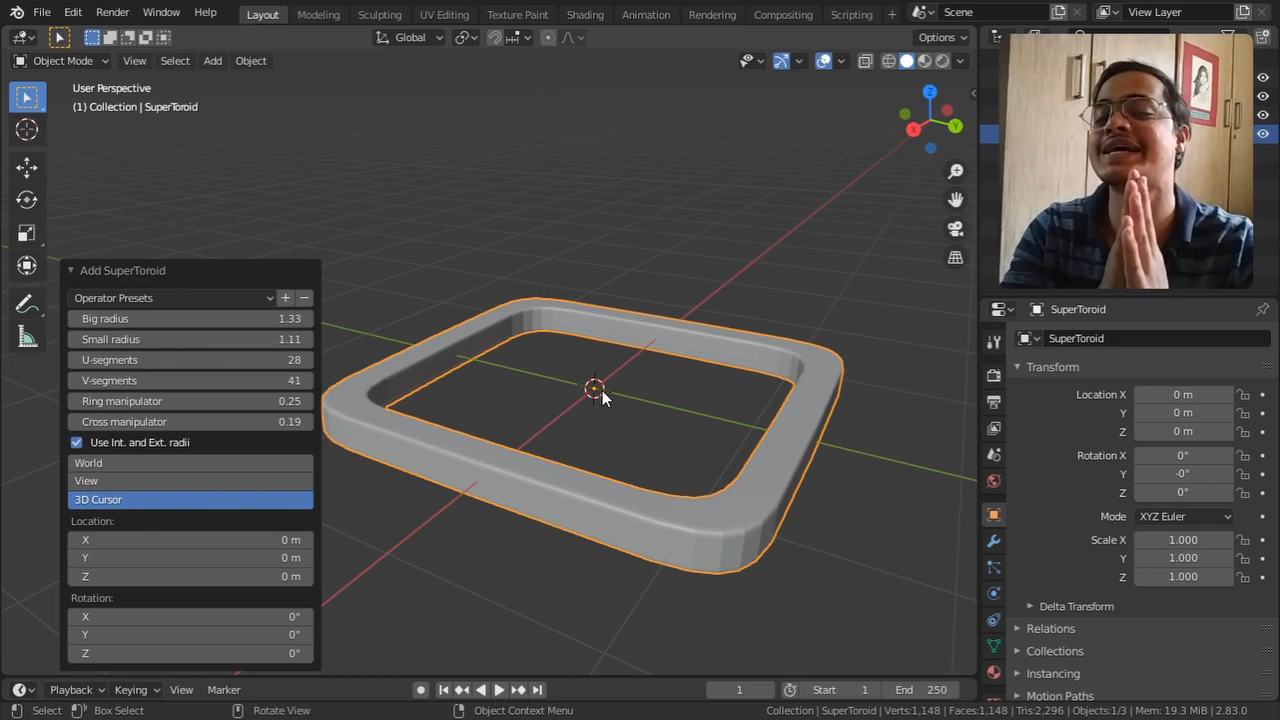 File Edit Render Window Help Layout Modeling Sculpting UV Editing Texture Paint Shading Animation Rendering Compositing Scripting + Scene View Layer
Global Options
Object Mode View Select Add Object
User Perspective
(1) Collection | SuperToroid
Z
X Y
Add SuperToroid
Operator Presets + −
Big radius 1.33
Small radius 1.11
U-segments 28
V-segments 41
Ring manipulator 0.25
Cross manipulator 0.19
Use Int. and Ext. radii
World
View
3D Cursor
Location:
X 0 m
Y 0 m
Z 0 m
Rotation:
X 0°
Y 0°
Z 0°
SuperToroid
SuperToroid
Transform
Location X 0 m
Y 0 m
Z 0 m
Rotation X 0°
Y -0°
Z 0°
Mode XYZ Euler
Scale X 1.000
Y 1.000
Z 1.000
Delta Transform
Relations
Collections
Instancing
Motion Paths
Playback Keying View Marker 1 Start 1 End 250
Select Box Select Rotate View Object Context Menu Collection | SuperToroid | Verts:1,148 | Faces:1,148 | Tris:2,296 | Objects:1/3 | Mem: 19.3 MiB | 2.83.0